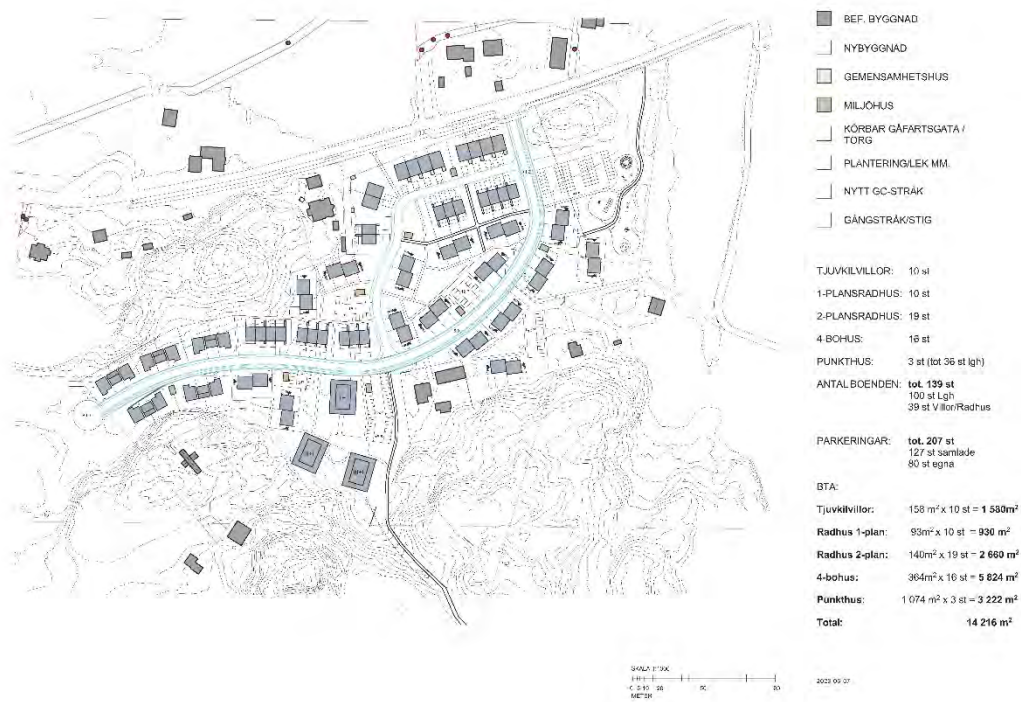 BEF. BYGGNAD
NYBYGGNAD
GEMENSAMHETSHUS
MILJÖHUS
KÖRBAR GÅFARTSGATA /
TORG
PLANTERING/LEK MM.
NYTT GC-STRÅK
GÅNGSTRÅK/STIG
TJUVKILVILLOR: 10 st
1-PLANSRADHUS: 10 st
2-PLANSRADHUS: 19 st
4-BOHUS: 16 st
PUNKTHUS: 3 st (tot 36 st lgh)
ANTAL BOENDEN: tot. 139 st
100 st Lgh
39 st Villor/Radhus
PARKERINGAR: tot. 207 st
127 st samlade
80 st egna
BTA:
Tjuvkilvillor: 158 m² x 10 st = 1 580m²
Radhus 1-plan: 93m² x 10 st = 930 m²
Radhus 2-plan: 140m² x 19 st = 2 660 m²
4-bohus: 364m² x 16 st = 5 824 m²
Punkthus: 1 074 m² x 3 st = 3 222 m²
Total: 14 216 m²
METER